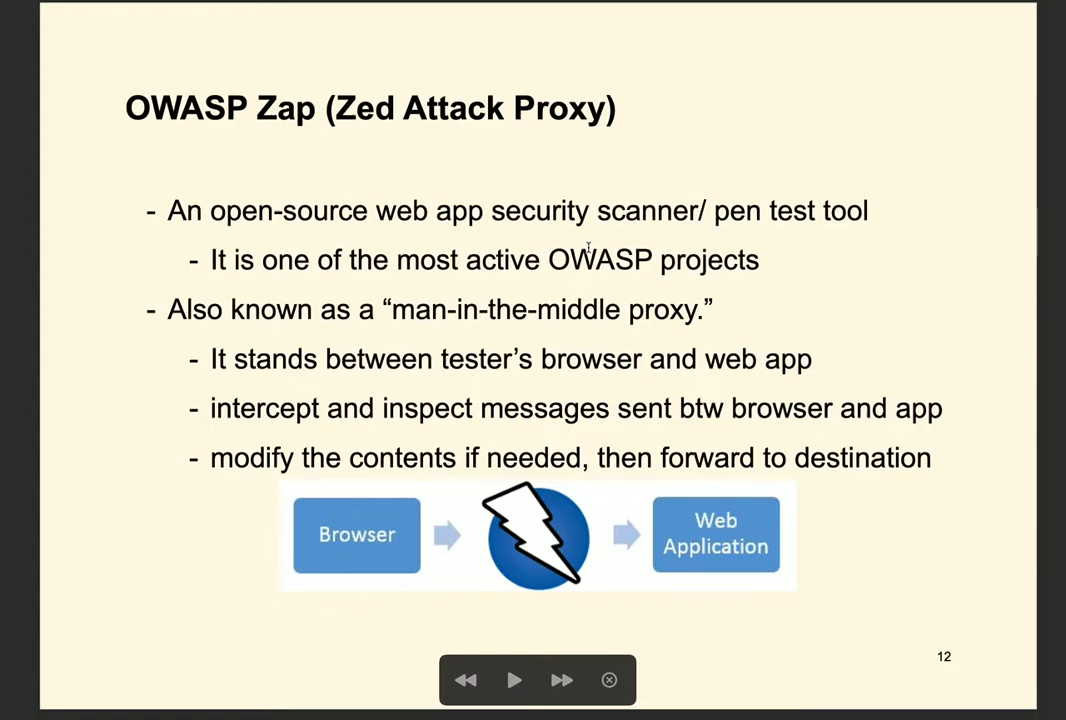 OWASP Zap (Zed Attack Proxy)
- An open-source web app security scanner/ pen test tool
- It is one of the most active OWASP projects
- Also known as a “man-in-the-middle proxy.”
- It stands between tester’s browser and web app
- intercept and inspect messages sent btw browser and app
- modify the contents if needed, then forward to destination
Browser
Web
Application
12